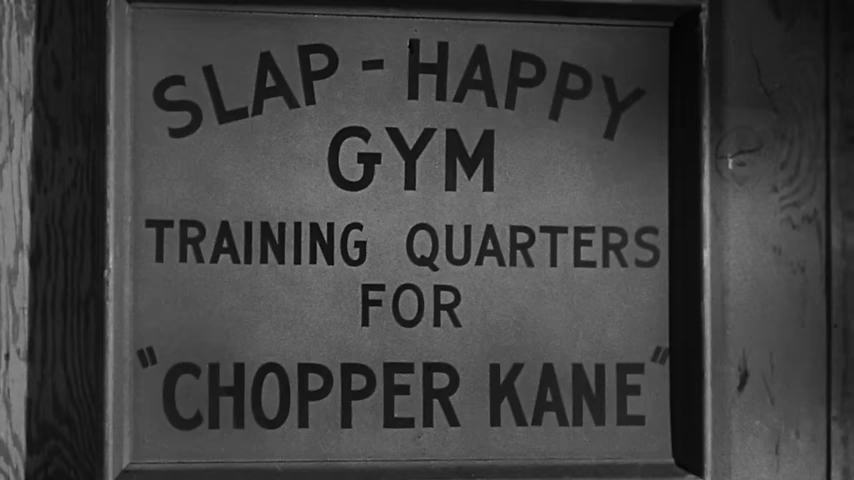 SLAP-HAPPY
GYM
TRAINING QUARTERS
FOR
"CHOPPER KANE"